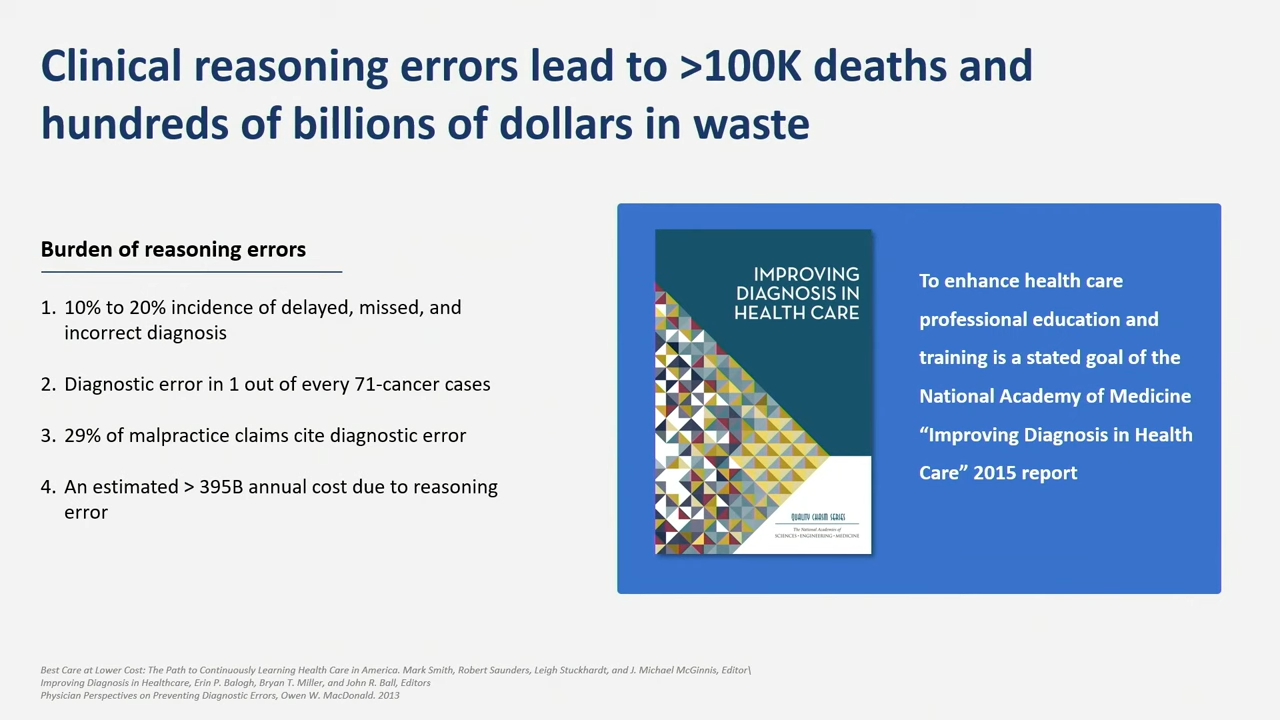 Clinical reasoning errors lead to >100K deaths and
hundreds of billions of dollars in waste
Burden of reasoning errors
1. 10% to 20% incidence of delayed, missed, and
incorrect diagnosis
2. Diagnostic error in 1 out of every 71-cancer cases
3. 29% of malpractice claims cite diagnostic error
4. An estimated > 395B annual cost due to reasoning
error
IMPROVING
DIAGNOSIS IN
HEALTH CARE
QUALITY CHASM SERIES
The National Academies of
SCIENCES • ENGINEERING • MEDICINE
To enhance health care
professional education and
training is a stated goal of the
National Academy of Medicine
“Improving Diagnosis in Health
Care” 2015 report
Best Care at Lower Cost: The Path to Continuously Learning Health Care in America. Mark Smith, Robert Saunders, Leigh Stuckhardt, and J. Michael McGinnis, Editor\
Improving Diagnosis in Healthcare, Erin P. Balogh, Bryan T. Miller, and John R. Ball, Editors
Physician Perspectives on Preventing Diagnostic Errors, Owen W. MacDonald. 2013